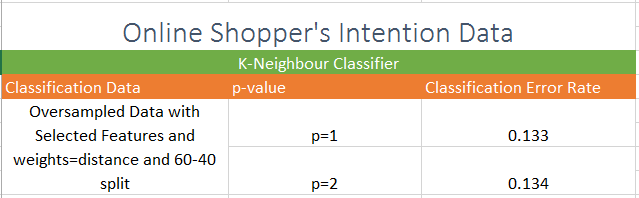 Online Shopper's Intention Data
K-Neighbour Classifier
Classification Data p-value Classification Error Rate
Oversampled Data with
Selected Features and
weights=distance and 60-40
split
p=1 0.133
p=2 0.134